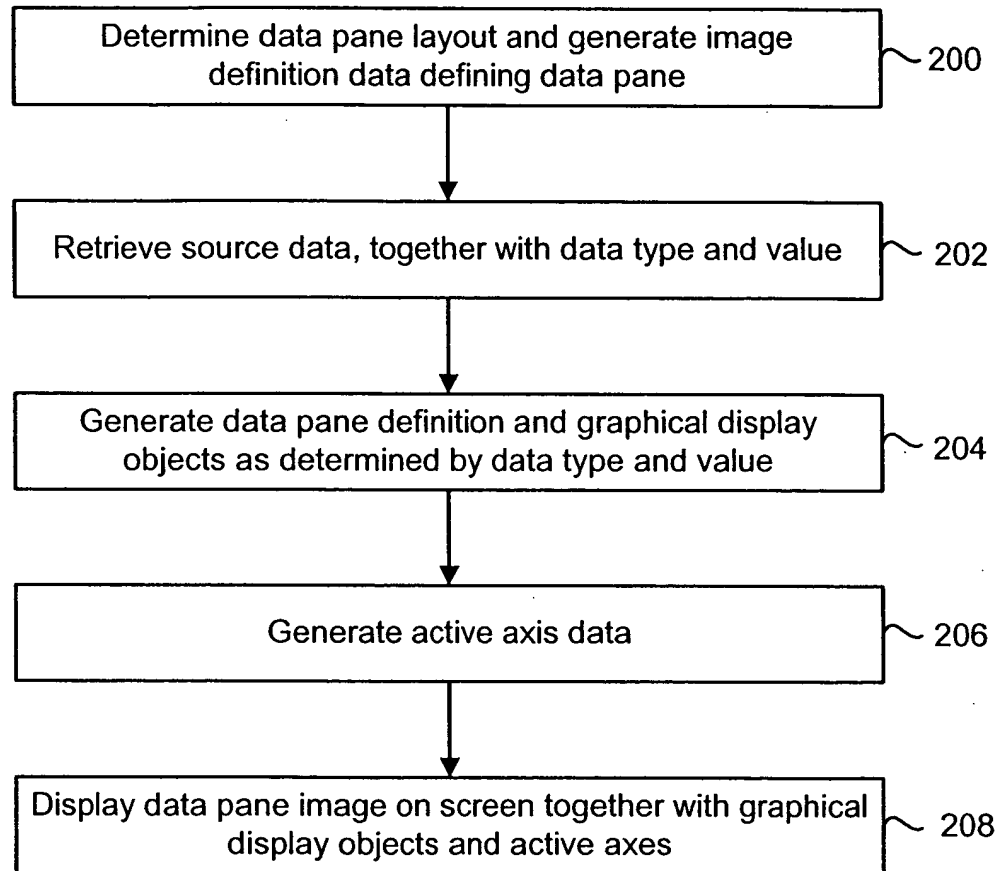 Determine data pane layout and generate image
definition data defining data pane
200
Retrieve source data, together with data type and value
202
Generate data pane definition and graphical display
objects as determined by data type and value
204
Generate active axis data
206
Display data pane image on screen together with graphical
display objects and active axes
208